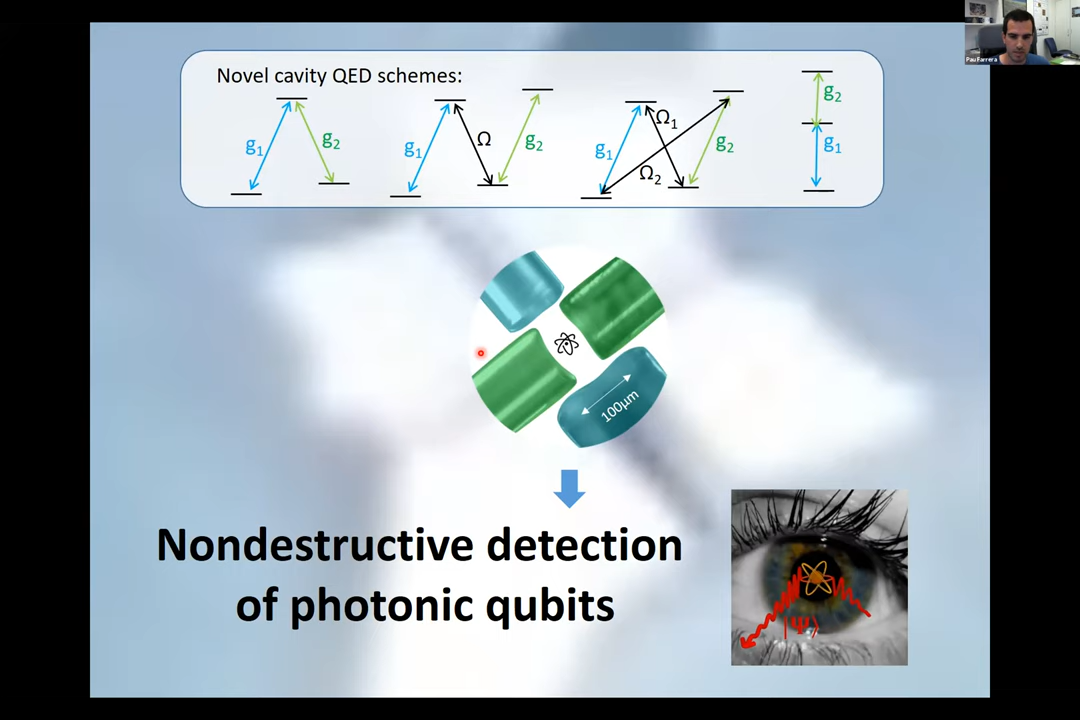 Pau Farrera
Novel cavity QED schemes:
g₁ g₂
g₁ Ω g₂
g₁ Ω₁ Ω₂ g₂
g₂
g₁
100μm
Nondestructive detection
of photonic qubits
|Ψ⟩